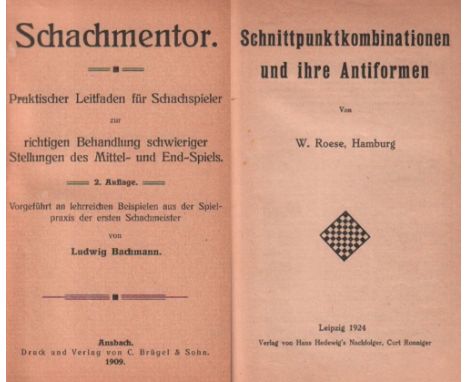 Schachmentor.
Praktischer Leitfaden für Schachspieler
zur
richtigen Behandlung schwieriger
Stellungen des Mittel- und End-Spiels.
2. Auflage.
Vorgeführt an lehrreichen Beispielen aus der Spiel-
praxis der ersten Schachmeister
von
Ludwig Bachmann.
Ansbach.
Druck und Verlag von C. Brügel & Sohn.
1909.
Schnittpunktkombinationen
und ihre Antiformen
Von
W. Roese, Hamburg
Leipzig 1924
Verlag von Hans Hedewig's Nachfolger, Curt Ronniger